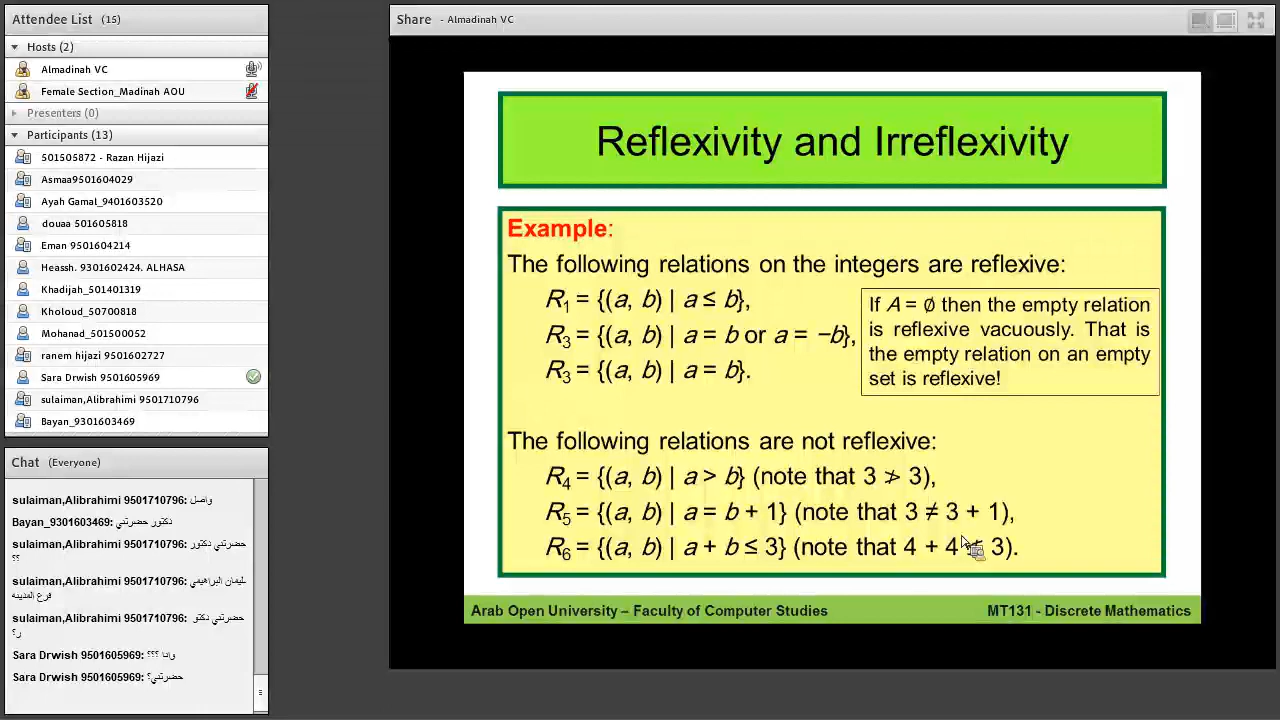 Attendee List (15)
Hosts (2)
Almadinah VC
Female Section_Madinah AOU
Presenters (0)
Participants (13)
501505872 - Razan Hijazi
Asmaa9501604029
Ayah Gamal_9401603520
douaa 501605818
Eman 9501604214
Heassh. 9301602424. ALHASA
Khadijah_501401319
Kholoud_50700818
Mohanad_501500052
ranem hijazi 9501602727
Sara Drwish 9501605969
sulaiman,Alibrahimi 9501710796
Bayan_9301603469
Chat (Everyone)
sulaiman,Alibrahimi 9501710796: واصل
Bayan_9301603469: دكتور حضرتني
sulaiman,Alibrahimi 9501710796: حضرتني دكتور
؟؟
sulaiman,Alibrahimi 9501710796: سليمان البراهيمي
فرع المدينه
sulaiman,Alibrahimi 9501710796: حضرتني دكتو
ر؟
Sara Drwish 9501605969: وانا ؟؟؟
Sara Drwish 9501605969: حضرتني؟
Share - Almadinah VC
Reflexivity and Irreflexivity
Example:
The following relations on the integers are reflexive:
R₁ = {(a, b) | a ≤ b},
R₃ = {(a, b) | a = b or a = −b},
R₃ = {(a, b) | a = b}.
If A = ∅ then the empty relation
is reflexive vacuously. That is
the empty relation on an empty
set is reflexive!
The following relations are not reflexive:
R₄ = {(a, b) | a > b} (note that 3 ≯ 3),
R₅ = {(a, b) | a = b + 1} (note that 3 ≠ 3 + 1),
R₆ = {(a, b) | a + b ≤ 3} (note that 4 + 4 3).
Arab Open University – Faculty of Computer Studies
MT131 - Discrete Mathematics